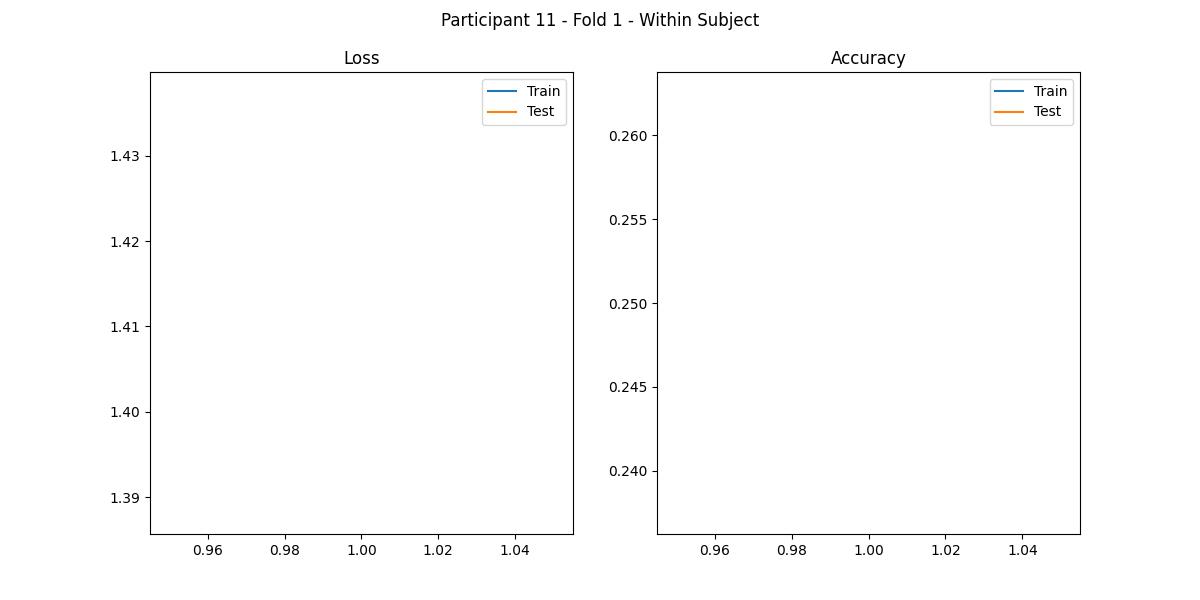 Participant 11 - Fold 1 - Within Subject
Loss
Train
Test
1.43
1.42
1.41
1.40
1.39
0.96 0.98 1.00 1.02 1.04
Accuracy
Train
Test
0.260
0.255
0.250
0.245
0.240
0.96 0.98 1.00 1.02 1.04